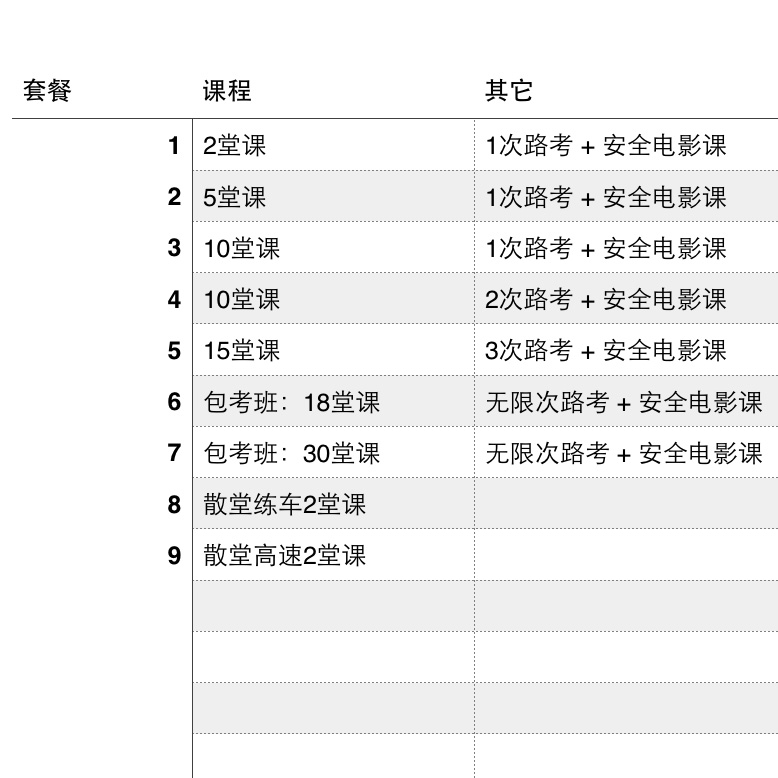 套餐 课程 其它
1 2堂课 1次路考 + 安全电影课
2 5堂课 1次路考 + 安全电影课
3 10堂课 1次路考 + 安全电影课
4 10堂课 2次路考 + 安全电影课
5 15堂课 3次路考 + 安全电影课
6 包考班：18堂课 无限次路考 + 安全电影课
7 包考班：30堂课 无限次路考 + 安全电影课
8 散堂练车2堂课
9 散堂高速2堂课